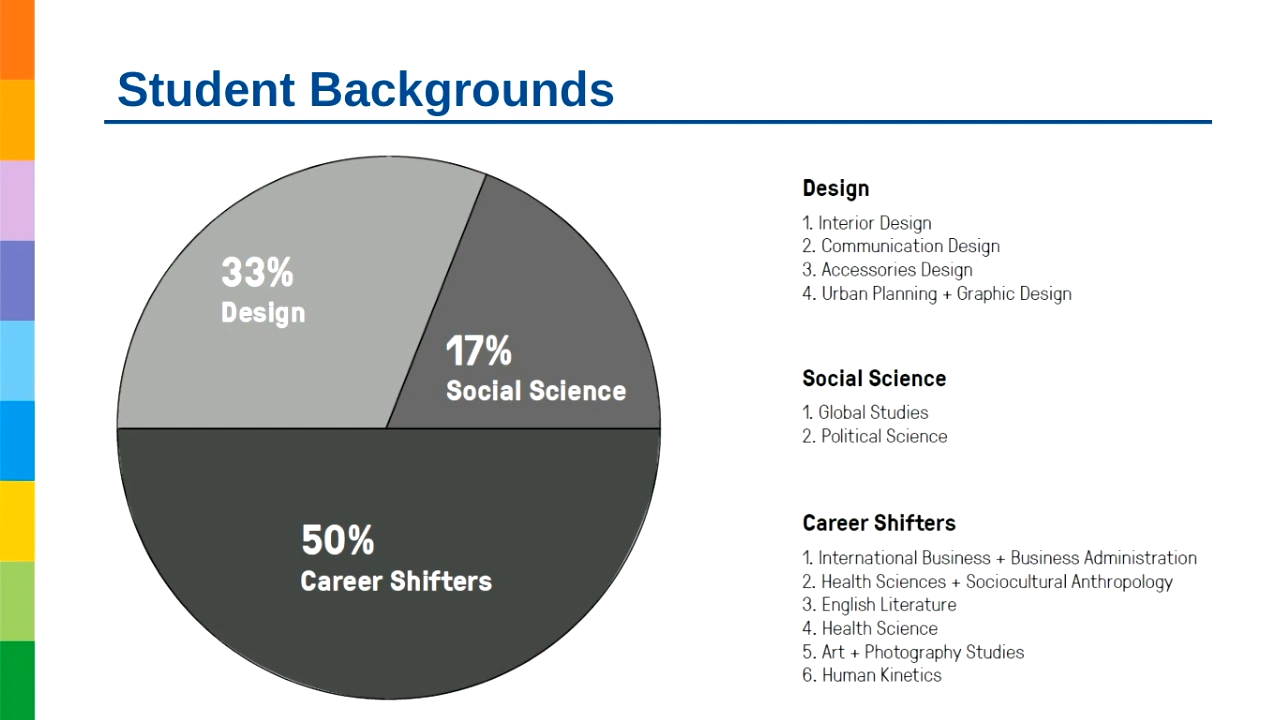 Student Backgrounds
33%
Design
17%
Social Science
50%
Career Shifters
Design
1. Interior Design
2. Communication Design
3. Accessories Design
4. Urban Planning + Graphic Design
Social Science
1. Global Studies
2. Political Science
Career Shifters
1. International Business + Business Administration
2. Health Sciences + Sociocultural Anthropology
3. English Literature
4. Health Science
5. Art + Photography Studies
6. Human Kinetics